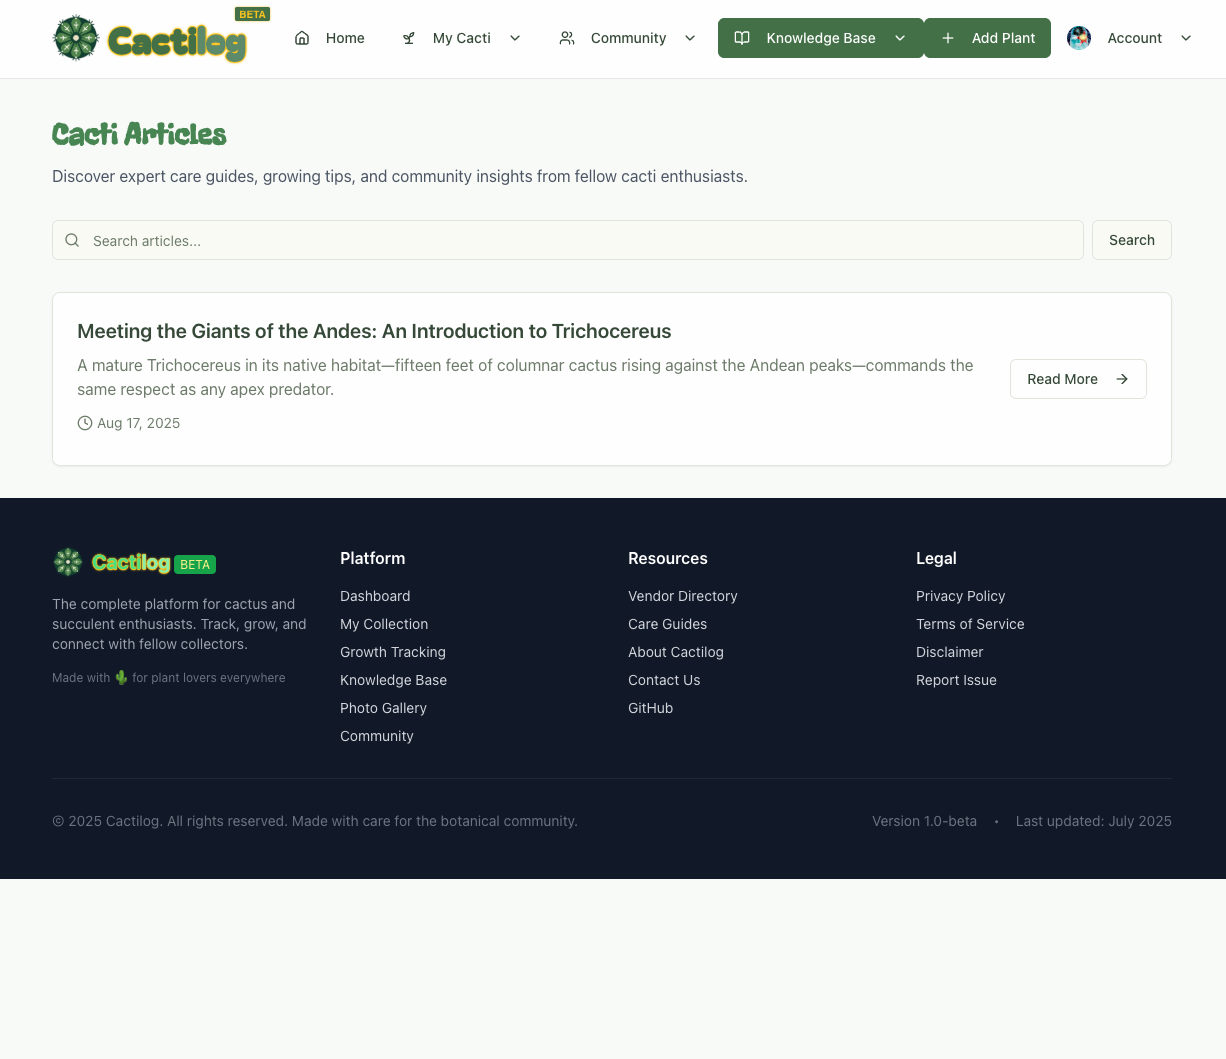 BETA
Cactilog
Home
My Cacti
Community
Knowledge Base
Add Plant
Account
Cacti Articles
Discover expert care guides, growing tips, and community insights from fellow cacti enthusiasts.
Search articles...
Search
Meeting the Giants of the Andes: An Introduction to Trichocereus
A mature Trichocereus in its native habitat—fifteen feet of columnar cactus rising against the Andean peaks—commands the
same respect as any apex predator.
Read More
Aug 17, 2025
Cactilog BETA
The complete platform for cactus and
succulent enthusiasts. Track, grow, and
connect with fellow collectors.
Made with 🌵 for plant lovers everywhere
Platform
Dashboard
My Collection
Growth Tracking
Knowledge Base
Photo Gallery
Community
Resources
Vendor Directory
Care Guides
About Cactilog
Contact Us
GitHub
Legal
Privacy Policy
Terms of Service
Disclaimer
Report Issue
© 2025 Cactilog. All rights reserved. Made with care for the botanical community.
Version 1.0-beta • Last updated: July 2025